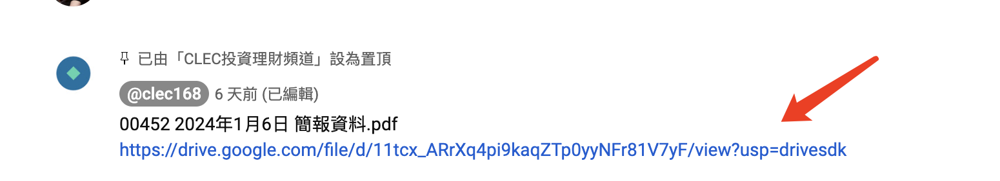 已由「CLEC投資理財頻道」設為置頂
@clec168 6 天前 (已編輯)
00452 2024年1月6日 簡報資料.pdf
https://drive.google.com/file/d/11tcx_ARrXq4pi9kaqZTp0yyNFr81V7yF/view?usp=drivesdk